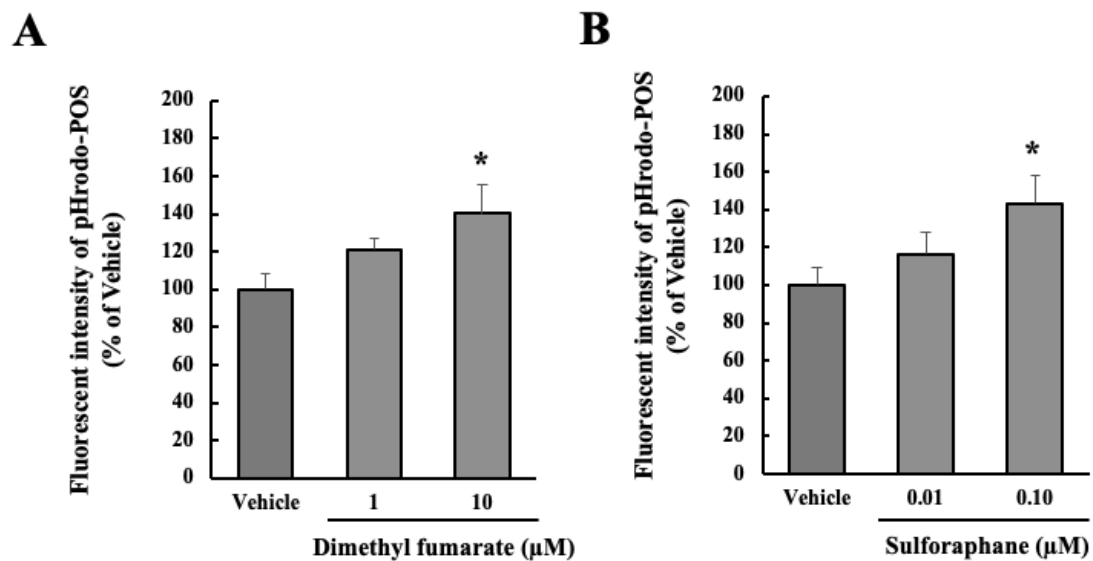 A
Fluorescent intensity of pHrodo-POS
(% of Vehicle)
200
180
160
140
120
100
80
60
40
20
0
*
Vehicle 1 10
Dimethyl fumarate (μM)
B
Fluorescent intensity of pHrodo-POS
(% of Vehicle)
200
180
160
140
120
100
80
60
40
20
0
*
Vehicle 0.01 0.10
Sulforaphane (μM)